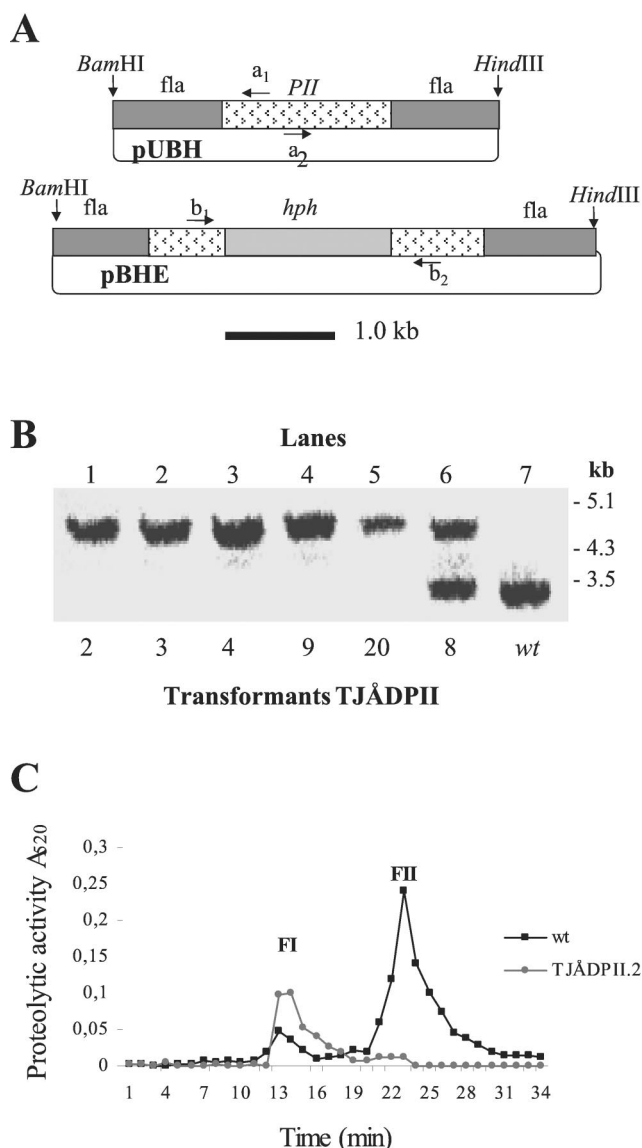 A
BamHI
HindIII
fla a₁ PII fla
pUBH a₂
BamHI
HindIII
fla b₁ hph fla
pBHE b₂
1.0 kb
B
Lanes
1 2 3 4 5 6 7 kb
- 5.1
- 4.3
- 3.5
2 3 4 9 20 8 wt
Transformants TJÅDPII
C
Proteolytic activity A520
0,3
0,25
0,2
0,15
0,1
0,05
0
FI
FII
wt
TJÅDPII.2
1 4 7 10 13 16 19 22 25 28 31 34
Time (min)